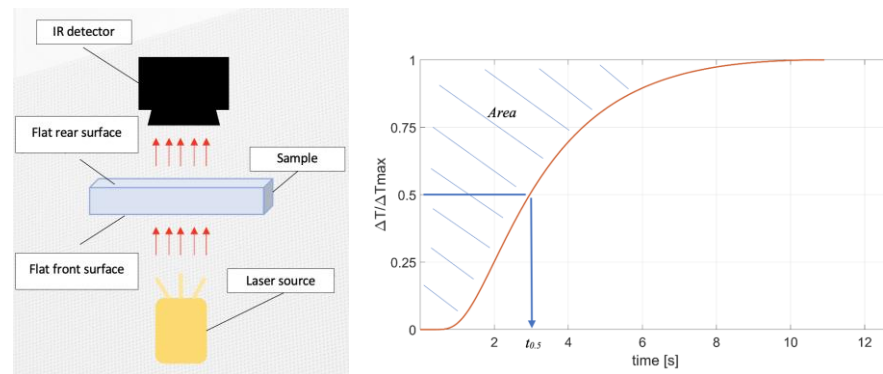 IR detector
Flat rear surface
Sample
Flat front surface
Laser source
ΔT/ΔTmax
1
0.75
0.5
0.25
0
Area
2
4
6
8
10
12
t0.5
time [s]